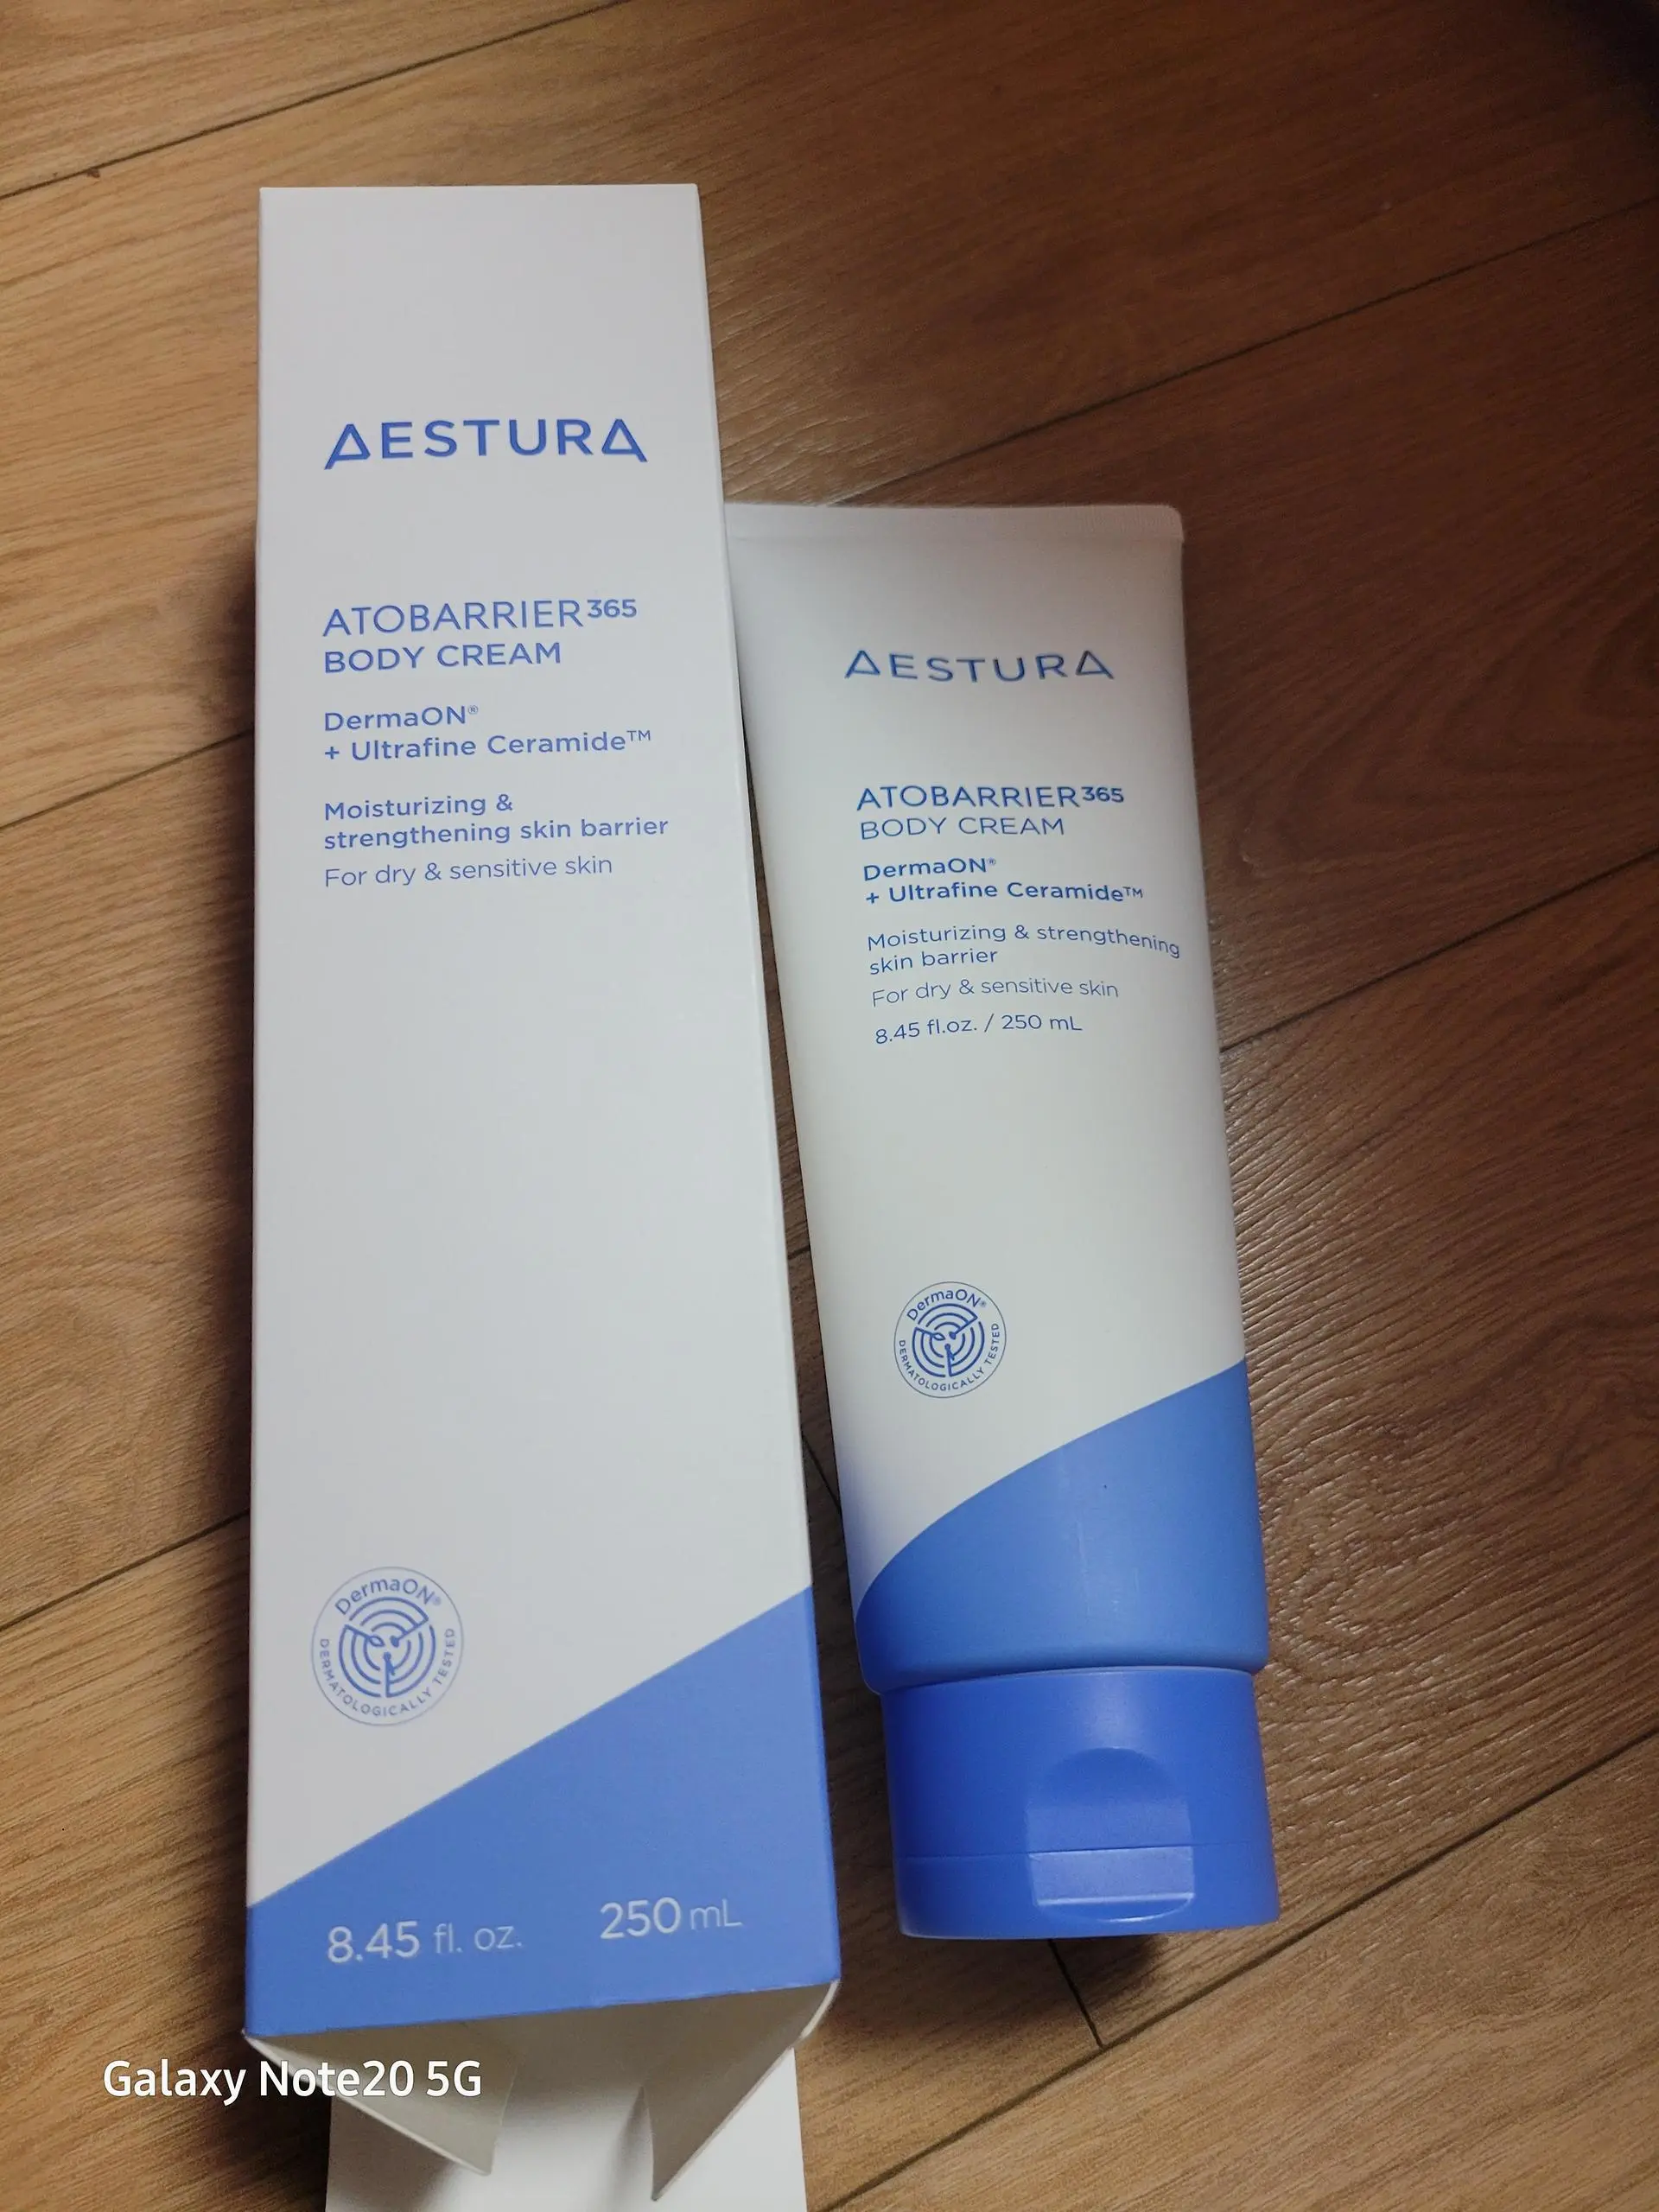 AESTURA
ATOBARRIER365
BODY CREAM
DermaON®
+ Ultrafine Ceramide™
Moisturizing &
strengthening skin barrier
For dry & sensitive skin
DermaON®
DERMATOLOGICALLY TESTED
8.45 fl. oz. 250 mL
AESTURA
ATOBARRIER365
BODY CREAM
DermaON®
+ Ultrafine Ceramide™
Moisturizing & strengthening
skin barrier
For dry & sensitive skin
8.45 fl.oz. / 250 mL
DermaON®
DERMATOLOGICALLY TESTED
Galaxy Note20 5G